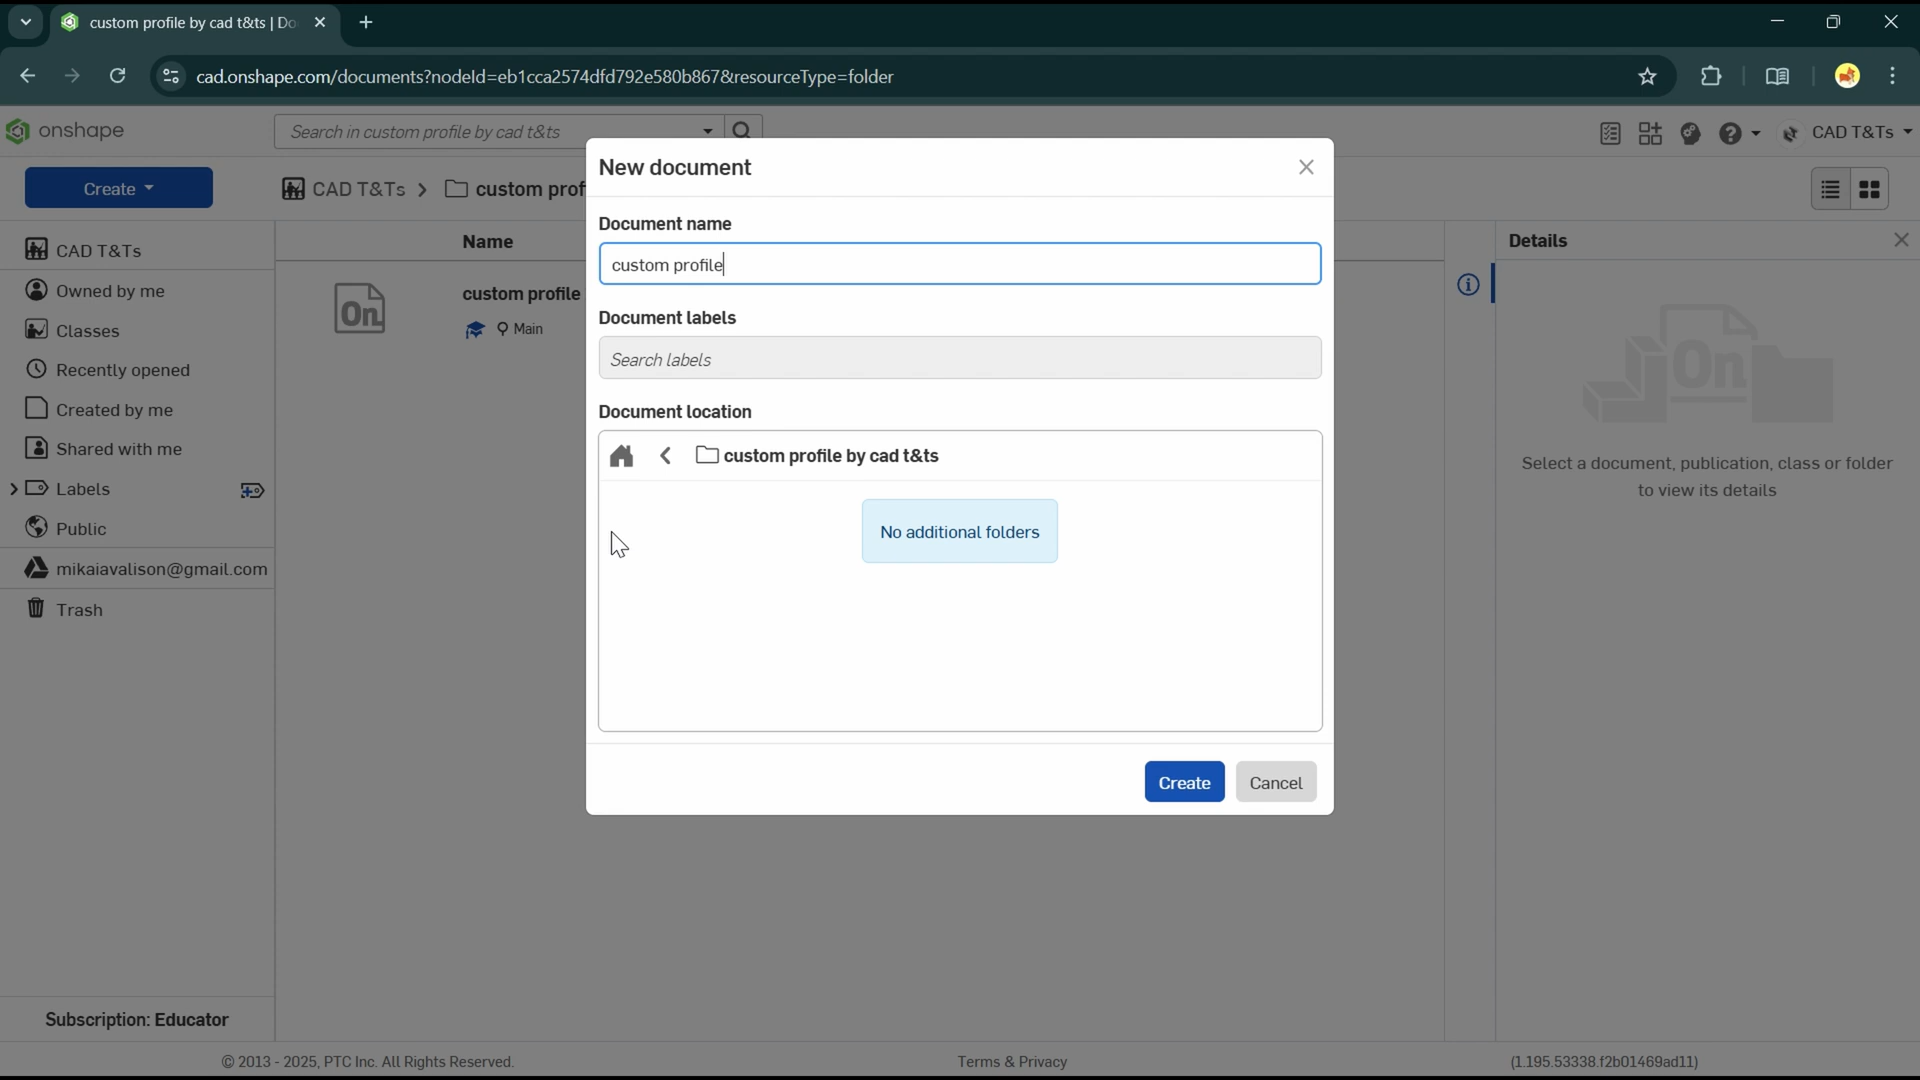 custom profile by cad t&ts | Do
cad.onshape.com/documents?nodeId=eb1cca2574dfd792e580b867&resourceType=folder
onshape
Search in custom profile by cad t&ts
CAD T&Ts
Create
CAD T&Ts > custom prof
New document
Document name
custom profile
Document labels
Search labels
Document location
custom profile by cad t&ts
No additional folders
Create
Cancel
CAD T&Ts
Owned by me
Classes
Recently opened
Created by me
Shared with me
Labels
Public
mikaiavalison@gmail.com
Trash
Name
On
custom profile
Main
Details
On
Select a document, publication, class or folder
to view its details
Subscription: Educator
© 2013 - 2025, PTC Inc. All Rights Reserved.
Terms & Privacy
(1.195.53338.f2b01469ad11)